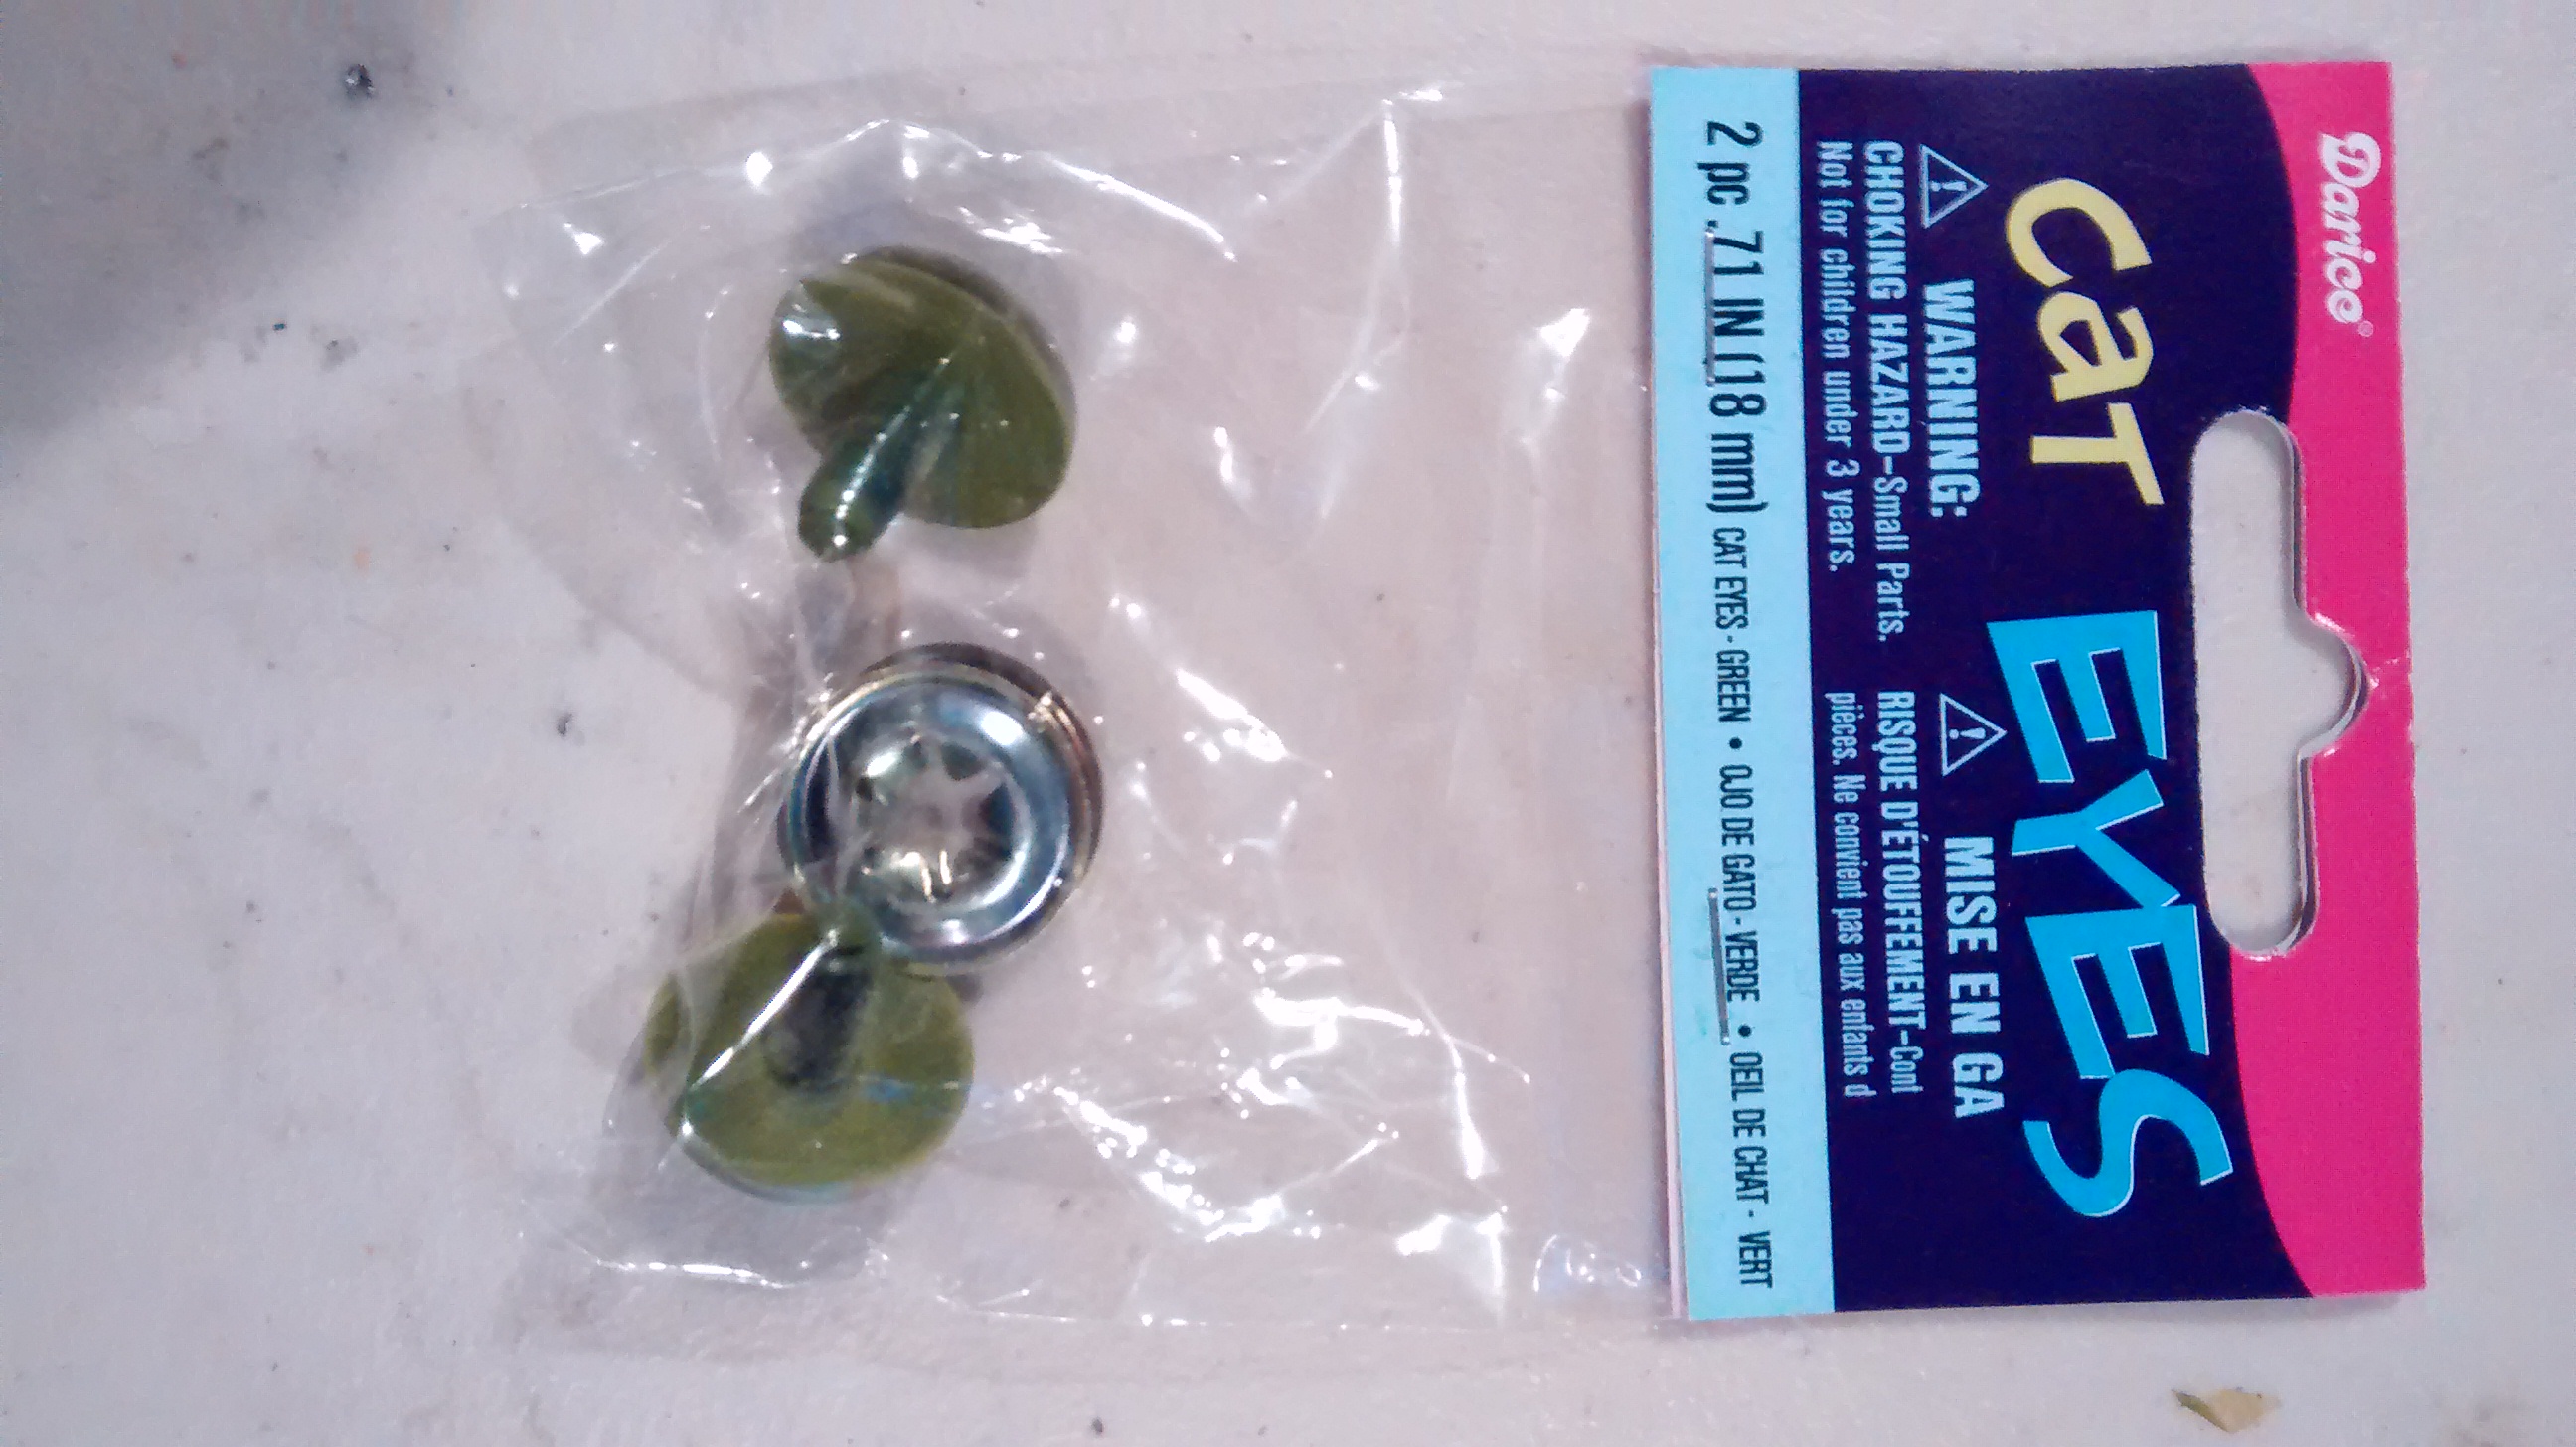 Darice®
Cat EYES
WARNING:
CHOKING HAZARD–Small Parts.
Not for children under 3 years.
MISE EN GA
RISQUE D'ÉTOUFFEMENT–Cont
pièces. Ne convient pas aux enfants d
2 pc .71 IN (18 mm) CAT EYES - GREEN • OJO DE GATO - VERDE • OEIL DE CHAT - VERT